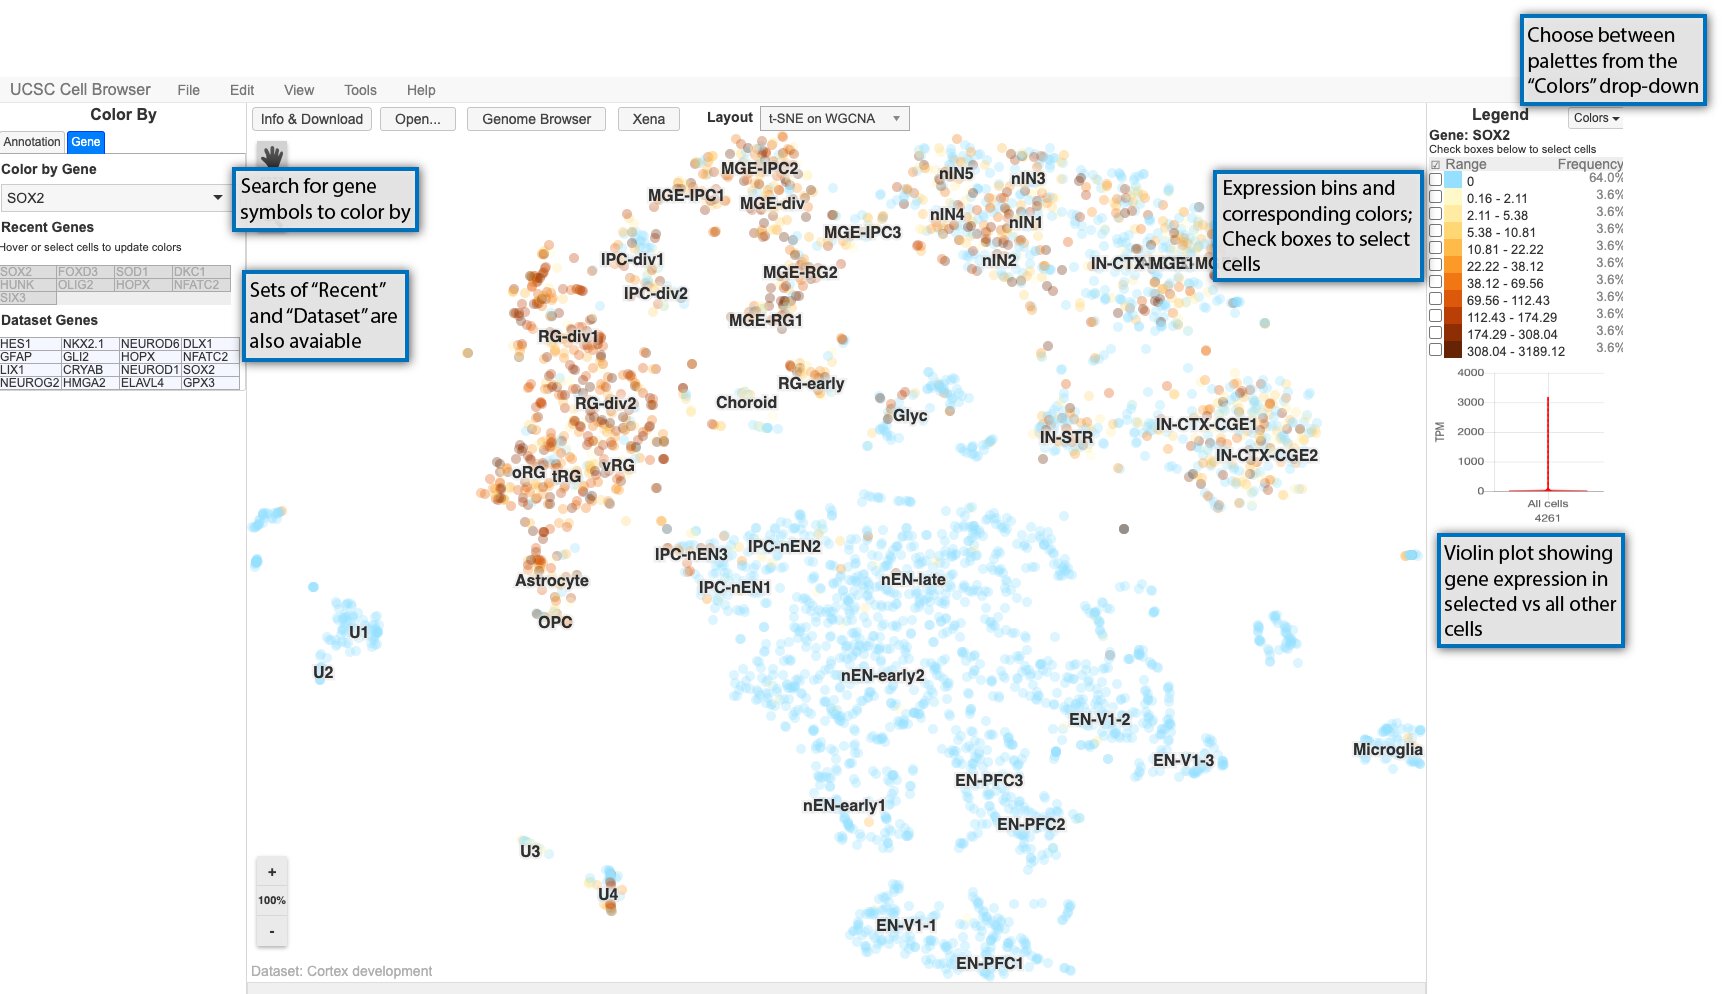 Choose between
palettes from the
“Colors” drop-down
UCSC Cell Browser File Edit View Tools Help
Color By
Annotation Gene
Color by Gene
SOX2
Recent Genes
Hover or select cells to update colors
SOX2 FOXD3 SOD1 DKC1
HUNK OLIG2 HOPX NFATC2
SIX3
Dataset Genes
HES1 NKX2.1 NEUROD6 DLX1
GFAP GLI2 HOPX NFATC2
LIX1 CRYAB NEUROD1 SOX2
NEUROG2 HMGA2 ELAVL4 GPX3
Search for gene
symbols to color by
Sets of “Recent”
and “Dataset” are
also avaiable
Info & Download Open... Genome Browser Xena Layout t-SNE on WGCNA
MGE-IPC2
MGE-IPC1
MGE-div
MGE-IPC3
nIN5
nIN3
nIN4
nIN1
nIN2
IPC-div1
IPC-div2
MGE-RG2
MGE-RG1
IN-CTX-MGE1
RG-div1
RG-early
RG-div2
Choroid
Glyc
IN-STR
IN-CTX-CGE1
IN-CTX-CGE2
oRG
tRG
vRG
IPC-nEN3
IPC-nEN2
IPC-nEN1
nEN-late
Astrocyte
OPC
U1
U2
nEN-early2
EN-V1-2
EN-V1-3
Microglia
EN-PFC3
nEN-early1
EN-PFC2
U3
U4
EN-V1-1
EN-PFC1
+
100%
-
Dataset: Cortex development
Expression bins and
corresponding colors;
Check boxes to select
cells
Legend Colors
Gene: SOX2
Check boxes below to select cells
Range Frequency
0 64.0%
0.16 - 2.11 3.6%
2.11 - 5.38 3.6%
5.38 - 10.81 3.6%
10.81 - 22.22 3.6%
22.22 - 38.12 3.6%
38.12 - 69.56 3.6%
69.56 - 112.43 3.6%
112.43 - 174.29 3.6%
174.29 - 308.04 3.6%
308.04 - 3189.12 3.6%
4000
3000
2000
1000
0
TPM
All cells
4261
Violin plot showing
gene expression in
selected vs all other
cells